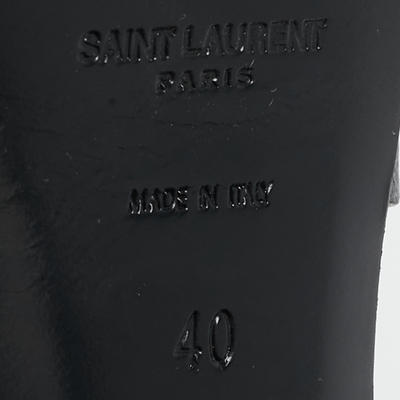 SAINT LAURENT
PARIS
MADE IN ITALY
40